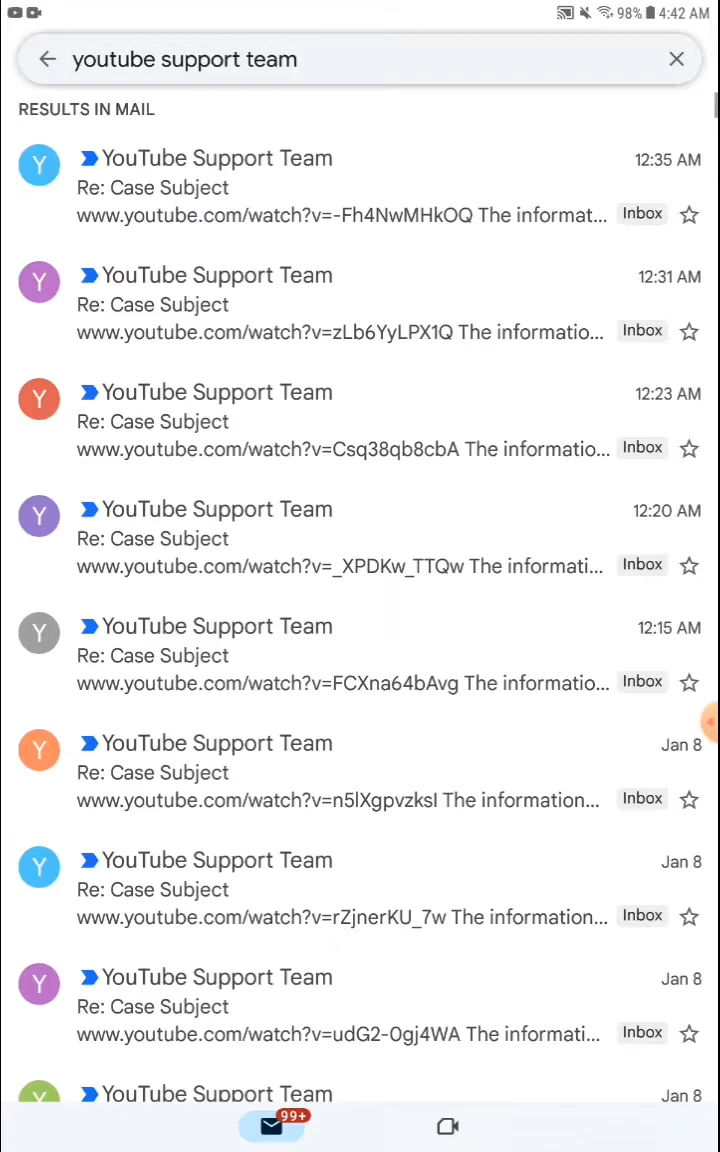 98% 4:42 AM
youtube support team
RESULTS IN MAIL
Y YouTube Support Team 12:35 AM
Re: Case Subject
www.youtube.com/watch?v=-Fh4NwMHkOQ The informat... Inbox
Y YouTube Support Team 12:31 AM
Re: Case Subject
www.youtube.com/watch?v=zLb6YyLPX1Q The informatio... Inbox
Y YouTube Support Team 12:23 AM
Re: Case Subject
www.youtube.com/watch?v=Csq38qb8cbA The informatio... Inbox
Y YouTube Support Team 12:20 AM
Re: Case Subject
www.youtube.com/watch?v=_XPDKw_TTQw The informati... Inbox
Y YouTube Support Team 12:15 AM
Re: Case Subject
www.youtube.com/watch?v=FCXna64bAvg The informatio... Inbox
Y YouTube Support Team Jan 8
Re: Case Subject
www.youtube.com/watch?v=n5lXgpvzksI The information... Inbox
Y YouTube Support Team Jan 8
Re: Case Subject
www.youtube.com/watch?v=rZjnerKU_7w The information... Inbox
Y YouTube Support Team Jan 8
Re: Case Subject
www.youtube.com/watch?v=udG2-0gj4WA The informati... Inbox
Y YouTube Support Team Jan 8
99+